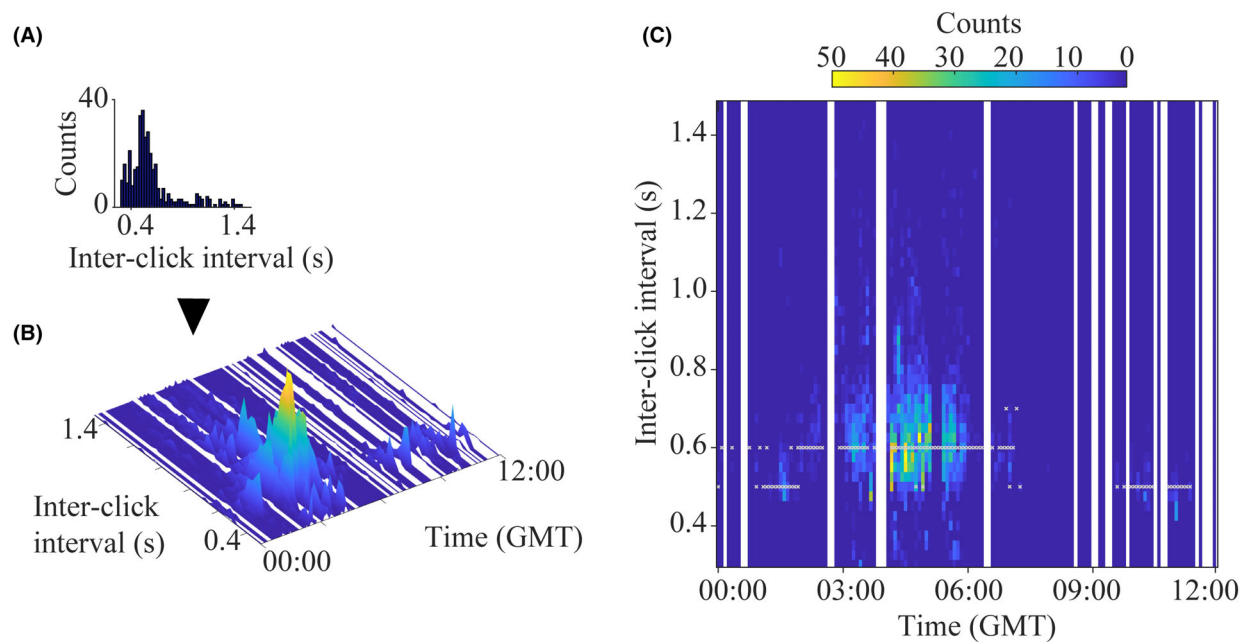 (A)
40
Counts
0
0.4 1.4
Inter-click interval (s)
(B)
1.4
Inter-click
interval (s)
0.4
00:00
Time (GMT)
12:00
(C)
Counts
50 40 30 20 10 0
Inter-click interval (s)
1.4
1.2
1.0
0.8
0.6
0.4
00:00 03:00 06:00 09:00 12:00
Time (GMT)